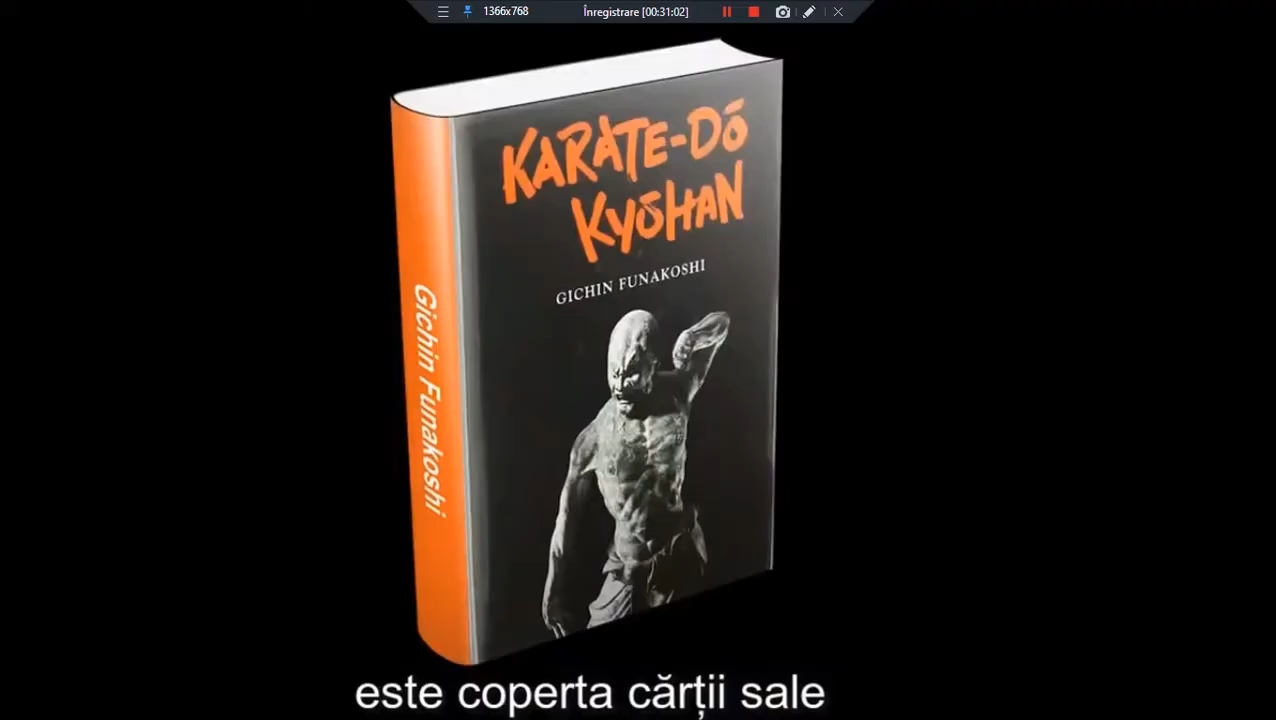 1366x768
Înregistrare [00:31:02]
KARATE-DŌ
KYŌHAN
GICHIN FUNAKOSHI
Gichin Funakoshi
este coperta cărții sale